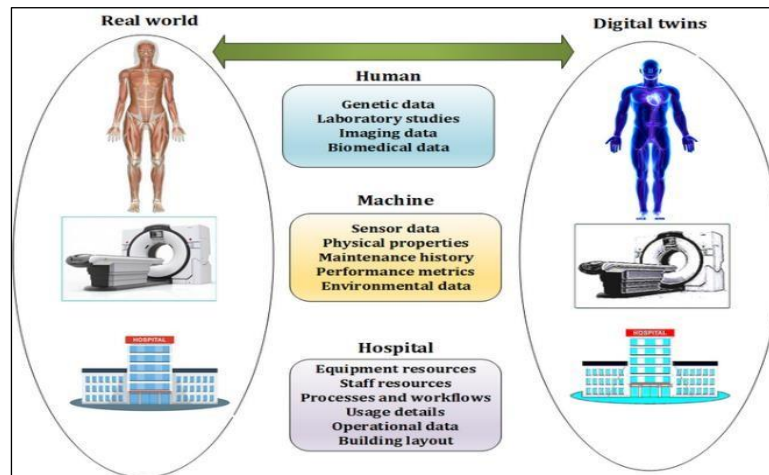 Real world
Digital twins
Human
Genetic data
Laboratory studies
Imaging data
Biomedical data
Machine
Sensor data
Physical properties
Maintenance history
Performance metrics
Environmental data
HOSPITAL
HOSPITAL
Hospital
Equipment resources
Staff resources
Processes and workflows
Usage details
Operational data
Building layout